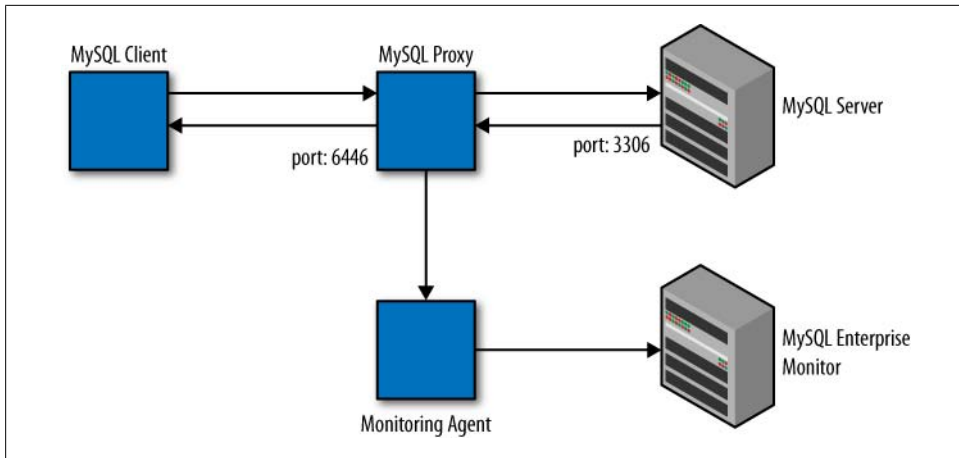 MySQL Client
MySQL Proxy
MySQL Server
port: 6446
port: 3306
MySQL Enterprise
Monitor
Monitoring Agent